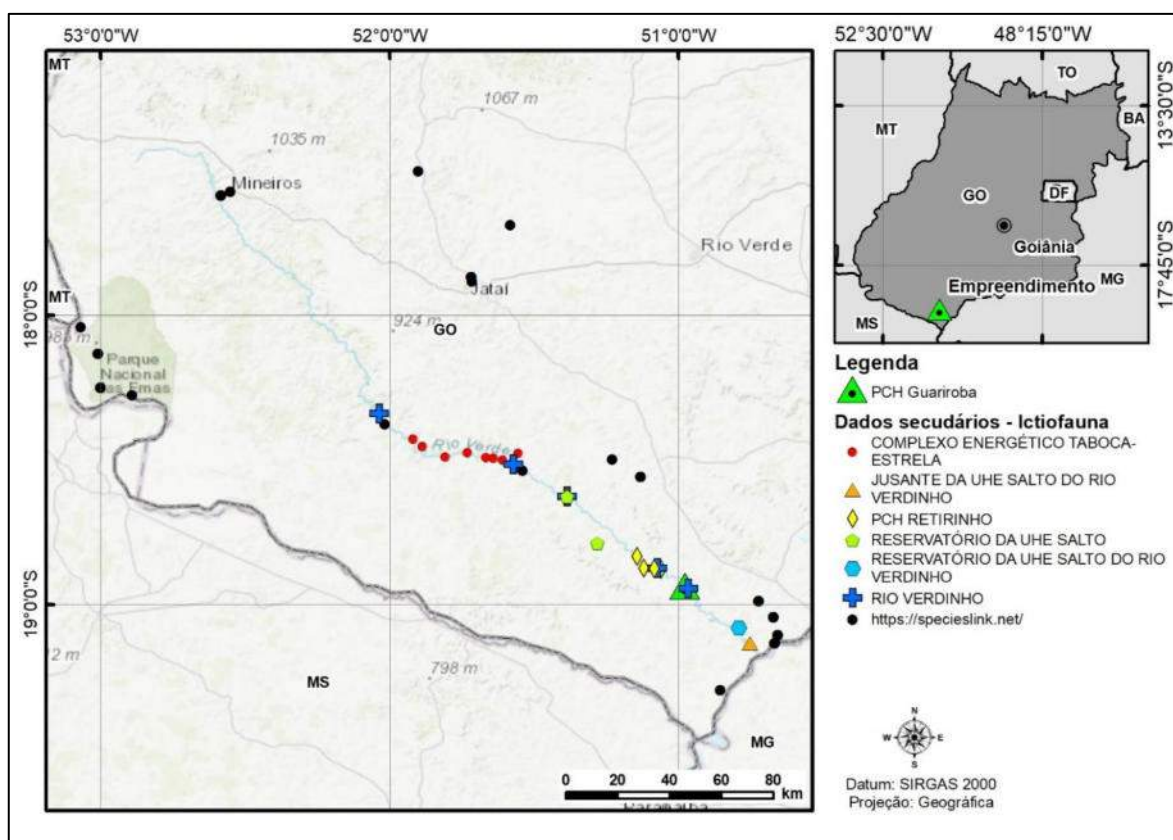 53°0'0"W 52°0'0"W 51°0'0"W
52°30'0"W 48°15'0"W
MT
1067 m
1035 m
Mineiros
Rio Verde
Jataí
MT
18°0'0"S
924 m
GO
Parque
Nacional
Rio Verde
19°0'0"S
798 m
MS
MG
0 20 40 60 80
km
TO
13°30'0"S
MT
BA
DF
GO
Goiânia
17°45'0"S
Empreendimento
MG
MS
Legenda
PCH Guariroba
Dados secudários - Ictiofauna
COMPLEXO ENERGÉTICO TABOCA-
ESTRELA
JUSANTE DA UHE SALTO DO RIO
VERDINHO
PCH RETIRINHO
RESERVATÓRIO DA UHE SALTO
RESERVATÓRIO DA UHE SALTO DO RIO
VERDINHO
RIO VERDINHO
https://specieslink.net/
N
W E
S
Datum: SIRGAS 2000
Projeção: Geográfica